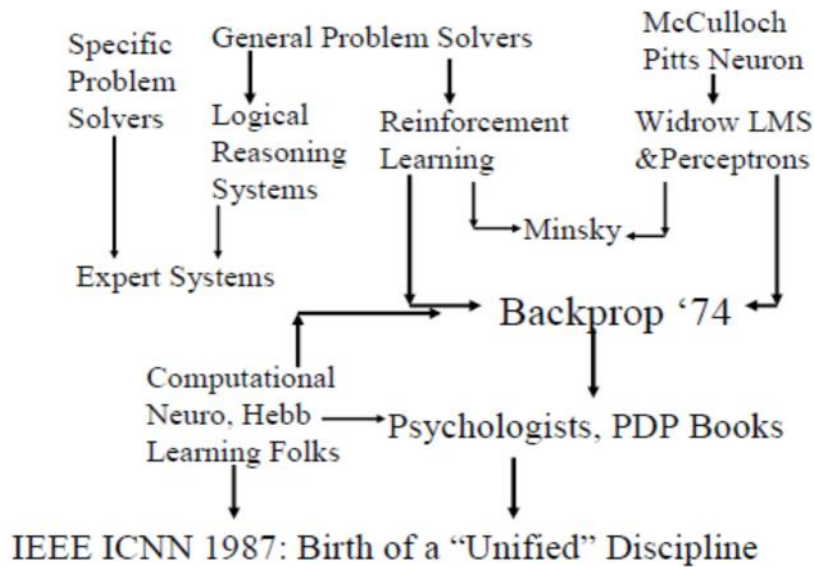 Specific
Problem
Solvers
General Problem Solvers
McCulloch
Pitts Neuron
Logical
Reasoning
Systems
Reinforcement
Learning
Widrow LMS
&Perceptrons
Minsky
Expert Systems
Backprop ‘74
Computational
Neuro, Hebb
Learning Folks
Psychologists, PDP Books
IEEE ICNN 1987: Birth of a “Unified” Discipline